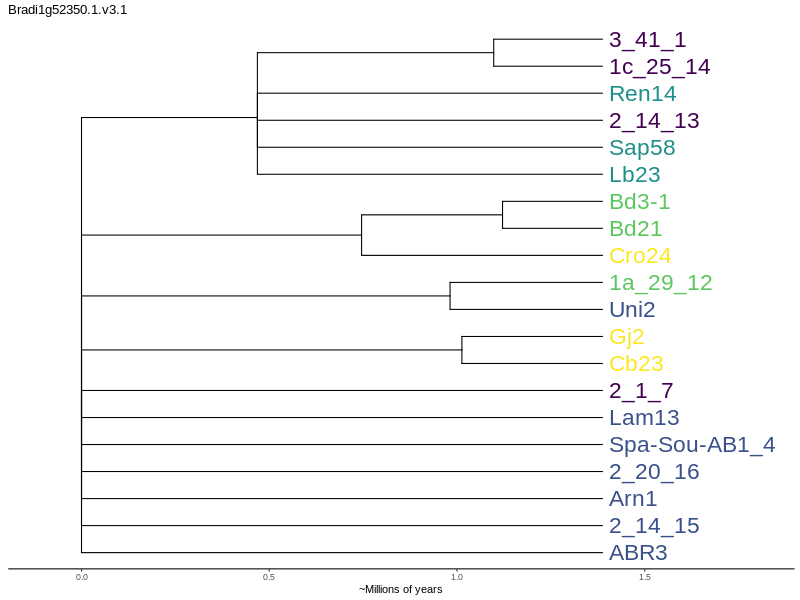 Bradi1g52350.1.v3.1
3_41_1
1c_25_14
Ren14
2_14_13
Sap58
Lb23
Bd3-1
Bd21
Cro24
1a_29_12
Uni2
Gj2
Cb23
2_1_7
Lam13
Spa-Sou-AB1_4
2_20_16
Arn1
2_14_15
ABR3
0.0 0.5 1.0 1.5
~Millions of years